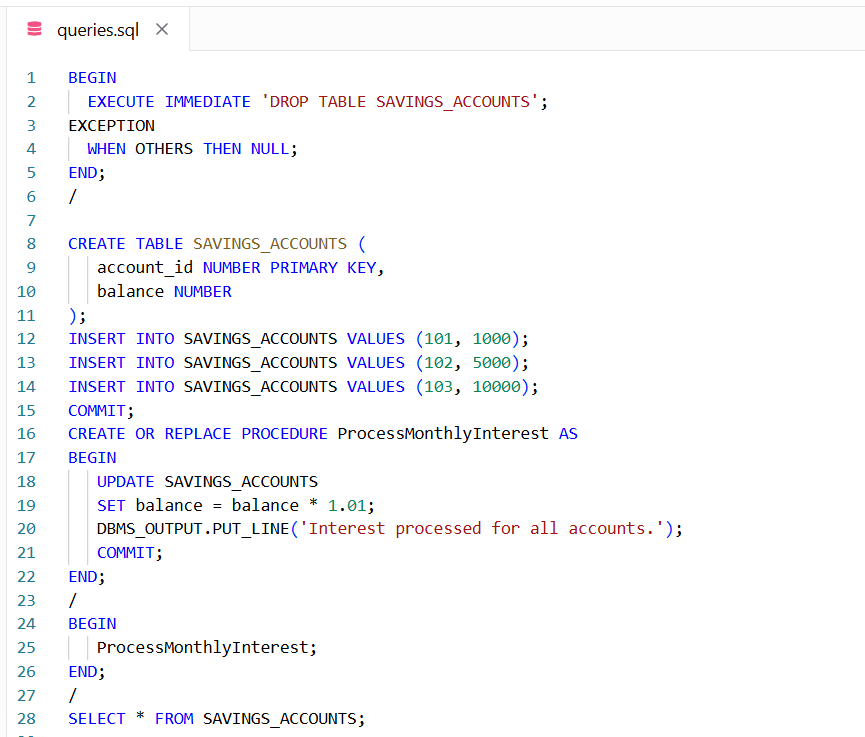 queries.sql
1 BEGIN
2 EXECUTE IMMEDIATE 'DROP TABLE SAVINGS_ACCOUNTS';
3 EXCEPTION
4 WHEN OTHERS THEN NULL;
5 END;
6 /
7
8 CREATE TABLE SAVINGS_ACCOUNTS (
9 account_id NUMBER PRIMARY KEY,
10 balance NUMBER
11 );
12 INSERT INTO SAVINGS_ACCOUNTS VALUES (101, 1000);
13 INSERT INTO SAVINGS_ACCOUNTS VALUES (102, 5000);
14 INSERT INTO SAVINGS_ACCOUNTS VALUES (103, 10000);
15 COMMIT;
16 CREATE OR REPLACE PROCEDURE ProcessMonthlyInterest AS
17 BEGIN
18 UPDATE SAVINGS_ACCOUNTS
19 SET balance = balance * 1.01;
20 DBMS_OUTPUT.PUT_LINE('Interest processed for all accounts.');
21 COMMIT;
22 END;
23 /
24 BEGIN
25 ProcessMonthlyInterest;
26 END;
27 /
28 SELECT * FROM SAVINGS_ACCOUNTS;